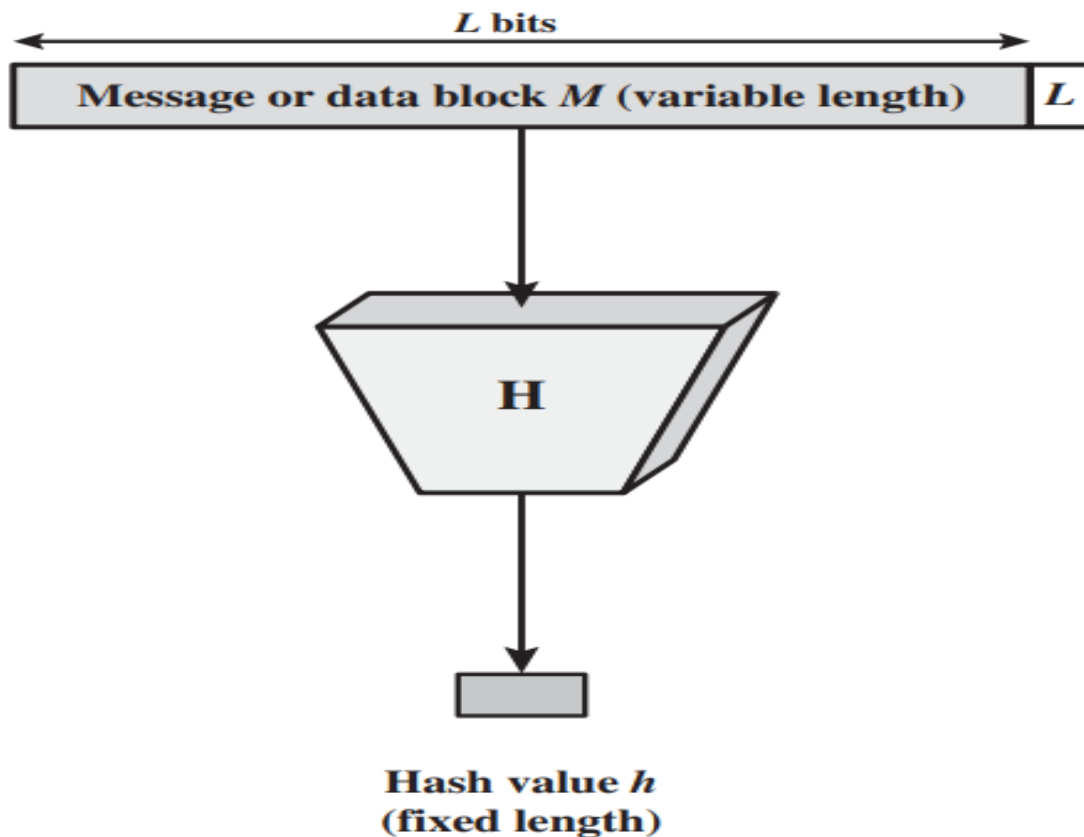 L bits
Message or data block M (variable length) L
H
Hash value h
(fixed length)